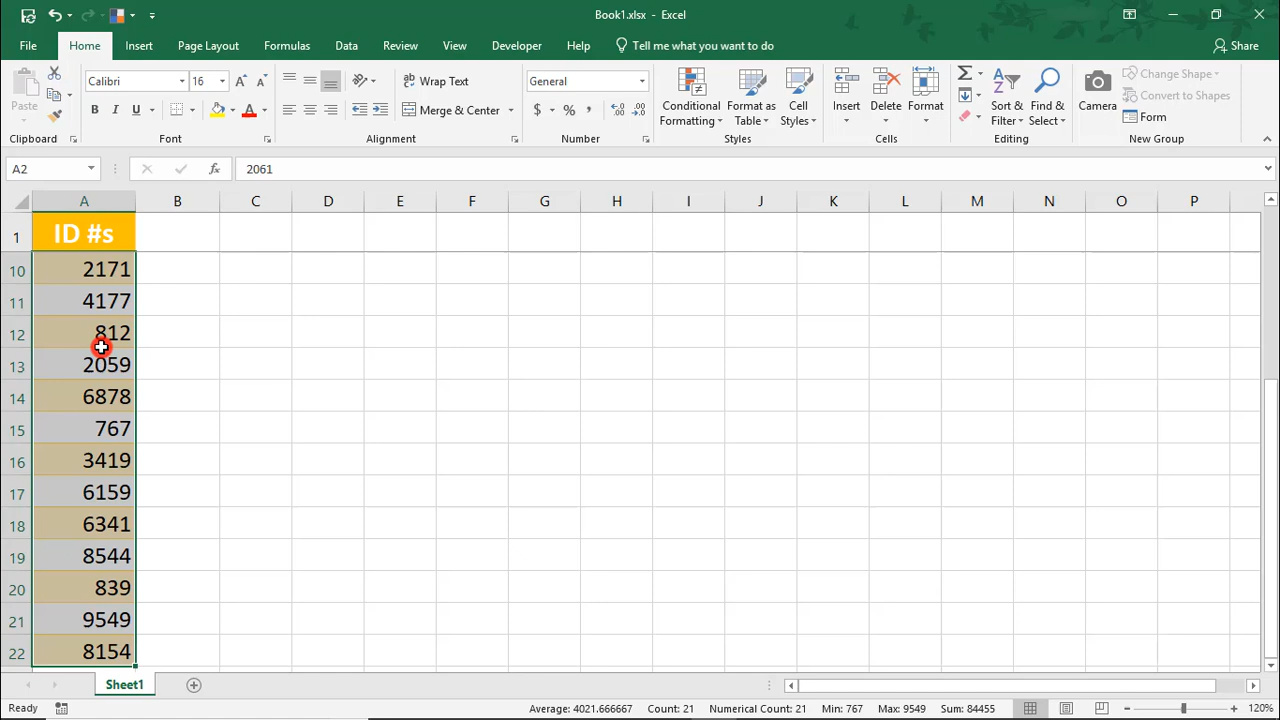 Book1.xlsx - Excel
File Home Insert Page Layout Formulas Data Review View Developer Help Tell me what you want to do Share
Paste Calibri 16 Wrap Text General Conditional Formatting Format as Table Cell Styles Insert Delete Format Sort & Filter Find & Select Camera Change Shape
Convert to Shapes
B I U A Merge & Center $ % , Form
Clipboard Font Alignment Number Styles Cells Editing New Group
A2 fx 2061
A B C D E F G H I J K L M N O P
1 ID #s
10 2171
11 4177
12 812
13 2059
14 6878
15 767
16 3419
17 6159
18 6341
19 8544
20 839
21 9549
22 8154
Sheet1
Ready Average: 4021.666667 Count: 21 Numerical Count: 21 Min: 767 Max: 9549 Sum: 84455 120%